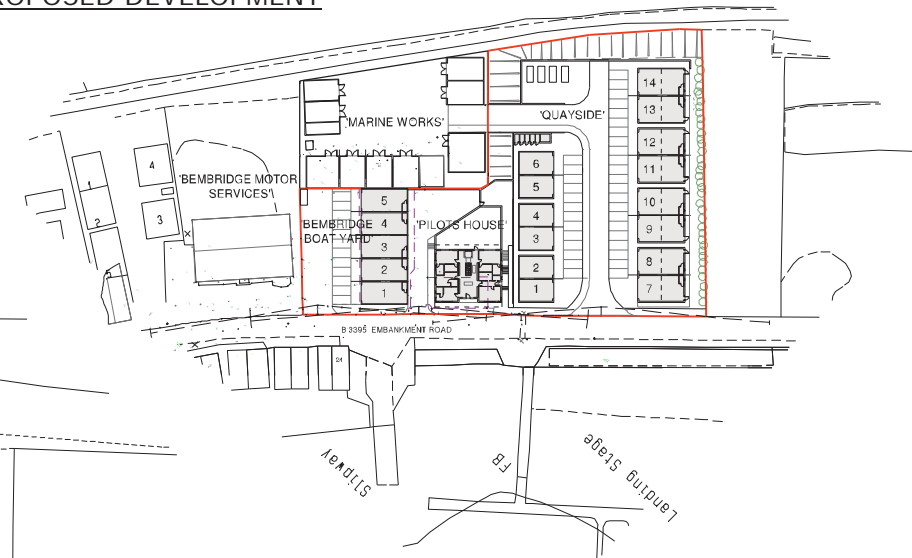 ROPOSED DEVELOPMENT
'MARINE WORKS'
'QUAYSIDE'
14
13
12
11
10
9
8
7
6
5
4
3
2
1
'BEMBRIDGE MOTOR
SERVICES'
'BEMBRIDGE
BOAT YARD'
'PILOTS HOUSE'
5
4
3
2
1
4
3
1
2
B 3395 EMBANKMENT ROAD
24
Slipway
FB
Landing Stage